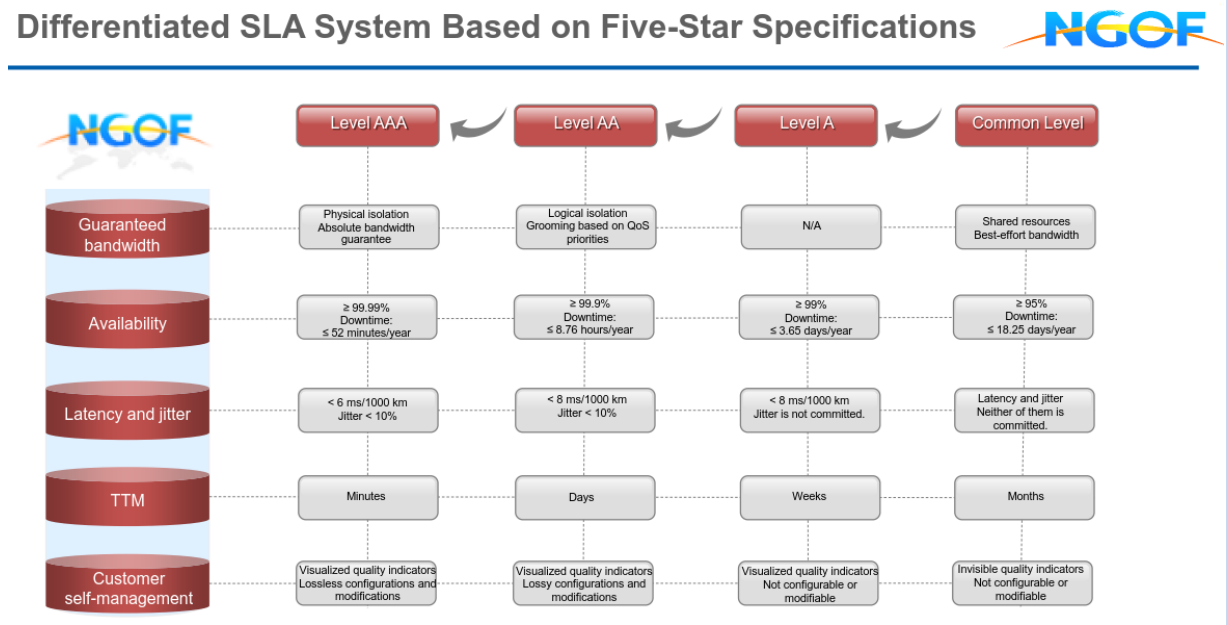 Differentiated SLA System Based on Five-Star Specifications
NGOF
NGOF
Level AAA
Level AA
Level A
Common Level
Guaranteed
bandwidth
Physical isolation
Absolute bandwidth
guarantee
Logical isolation
Grooming based on QoS
priorities
N/A
Shared resources
Best-effort bandwidth
Availability
≥ 99.99%
Downtime:
≤ 52 minutes/year
≥ 99.9%
Downtime:
≤ 8.76 hours/year
≥ 99%
Downtime:
≤ 3.65 days/year
≥ 95%
Downtime:
≤ 18.25 days/year
Latency and jitter
< 6 ms/1000 km
Jitter < 10%
< 8 ms/1000 km
Jitter < 10%
< 8 ms/1000 km
Jitter is not committed.
Latency and jitter
Neither of them is
committed.
TTM
Minutes
Days
Weeks
Months
Customer
self-management
Visualized quality indicators
Lossless configurations and
modifications
Visualized quality indicators
Lossy configurations and
modifications
Visualized quality indicators
Not configurable or
modifiable
Invisible quality indicators
Not configurable or
modifiable